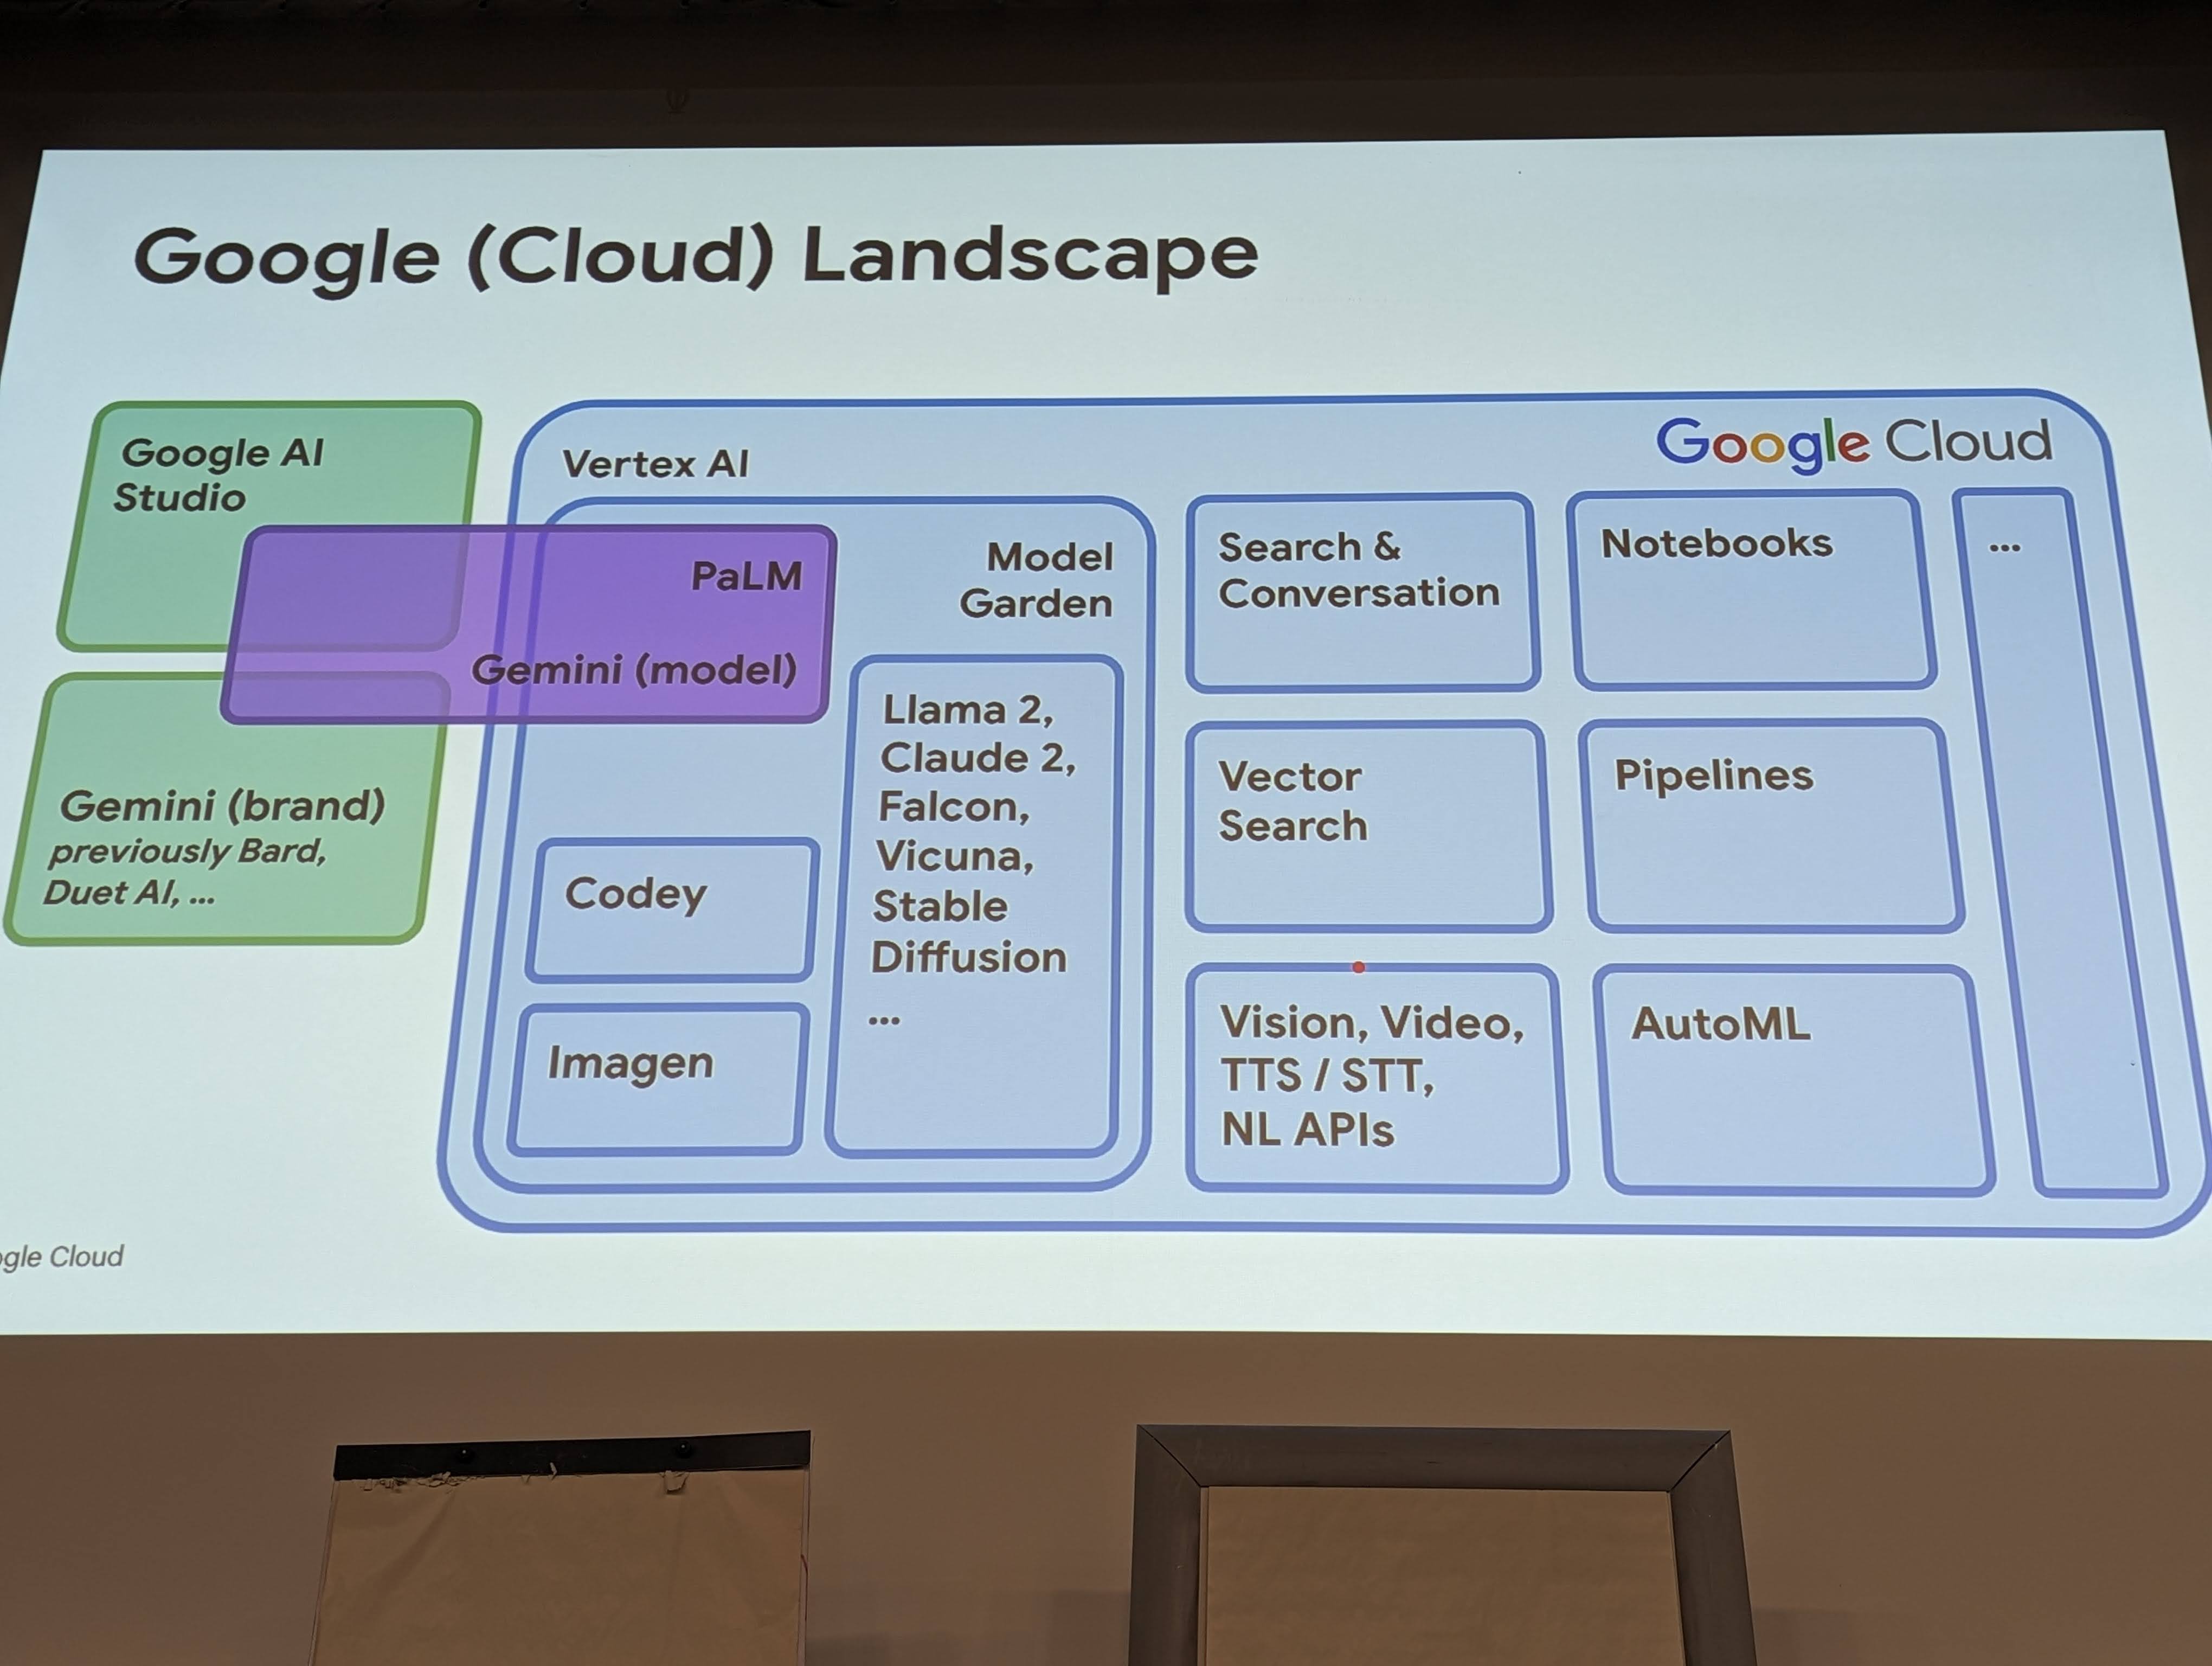 Google (Cloud) Landscape
Google AI
Studio
PaLM
Gemini (model)
Gemini (brand)
previously Bard,
Duet AI, ...
Vertex AI
Google Cloud
Model
Garden
Llama 2,
Claude 2,
Falcon,
Vicuna,
Stable
Diffusion
...
Codey
Imagen
Search &
Conversation
Notebooks
...
Vector
Search
Pipelines
Vision, Video,
TTS / STT,
NL APIs
AutoML
ogle Cloud